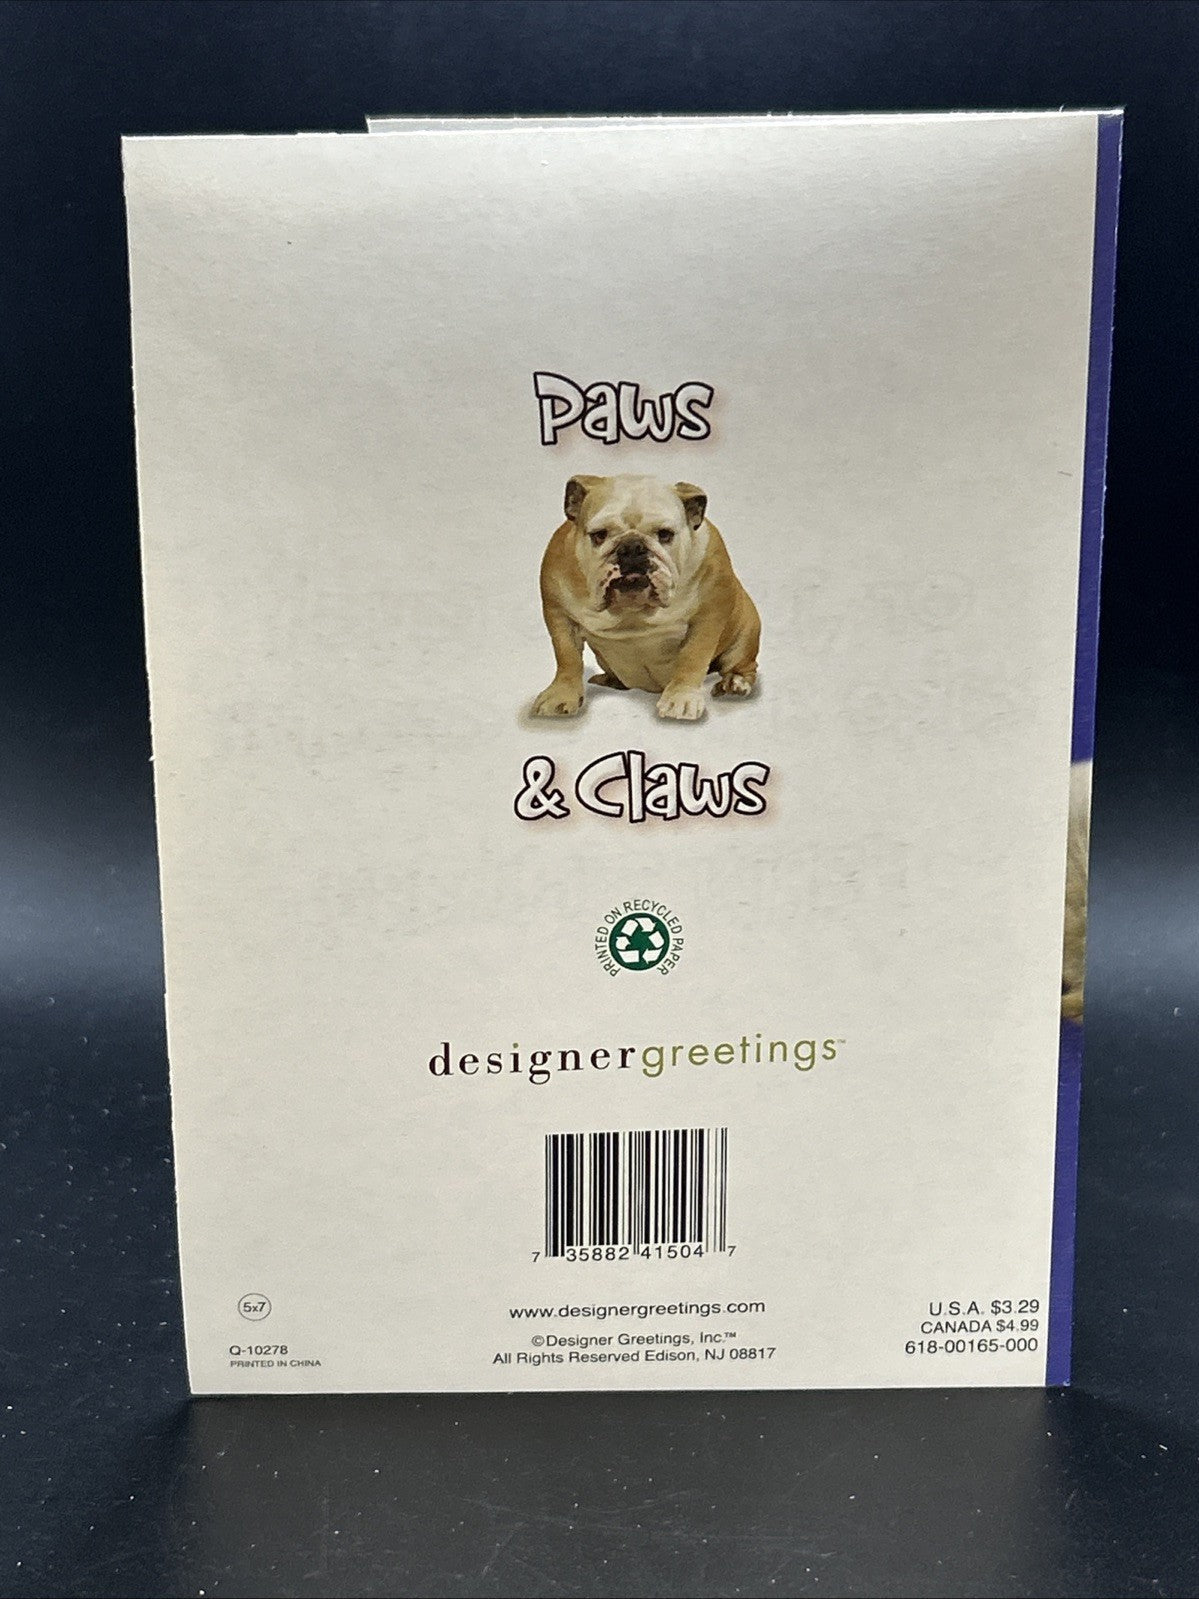 Paws
& Claws
PRINTED ON RECYCLED PAPER
designergreetings™
7 35882 41504 7
5x7
www.designergreetings.com
U.S.A. $3.29
CANADA $4.99
618-00165-000
Q-10278
PRINTED IN CHINA
©Designer Greetings, Inc.™
All Rights Reserved Edison, NJ 08817